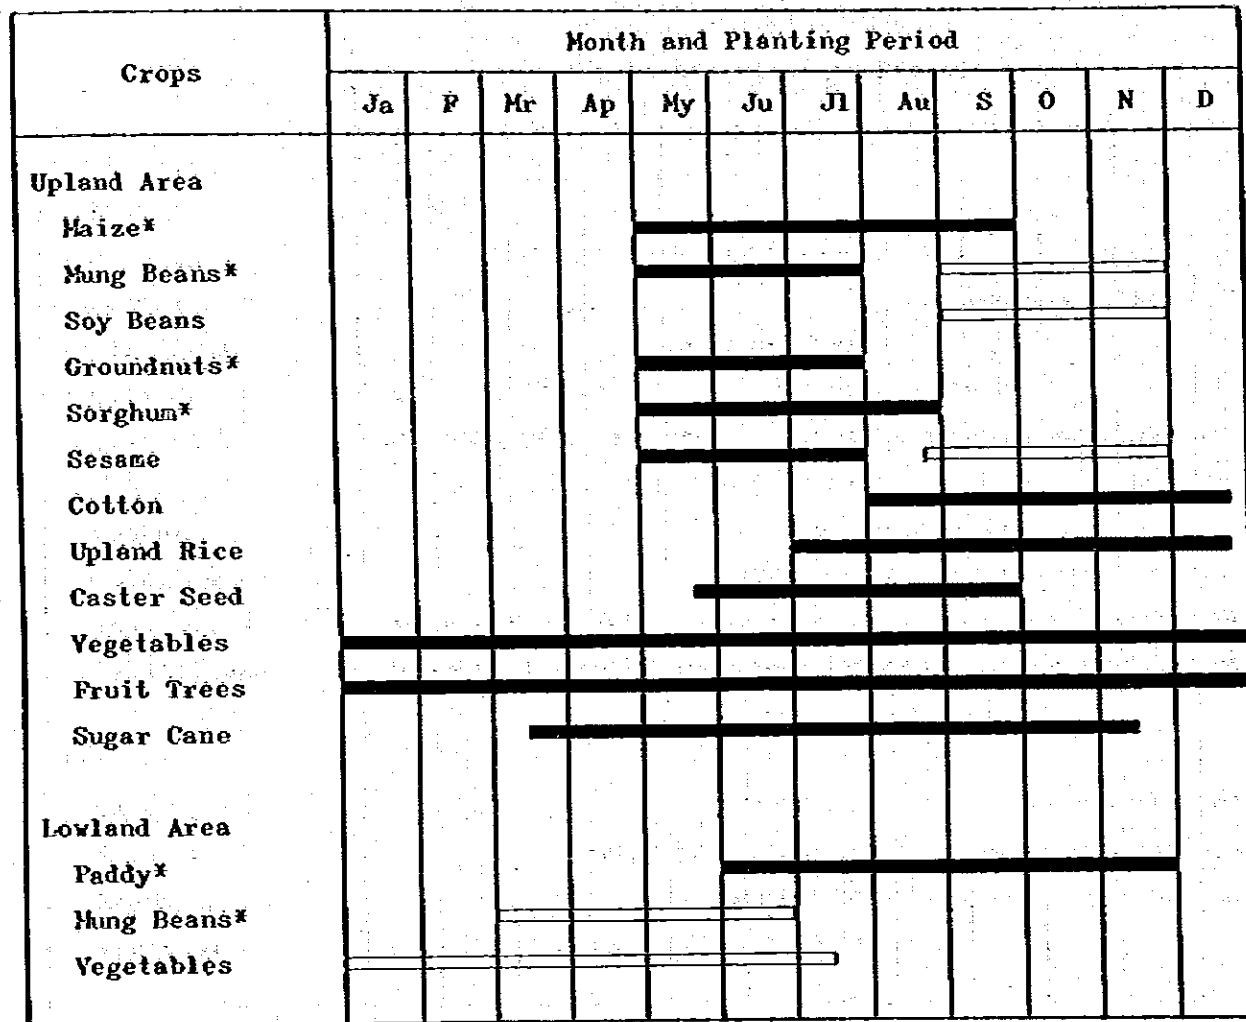 Month and Planting Period
Crops
Ja F Mr Ap My Ju Jl Au S O N D
Upland Area
Maize*
Mung Beans*
Soy Beans
Groundnuts*
Sorghum*
Sesame
Cotton
Upland Rice
Caster Seed
Vegetables
Fruit Trees
Sugar Cane
Lowland Area
Paddy*
Mung Beans*
Vegetables